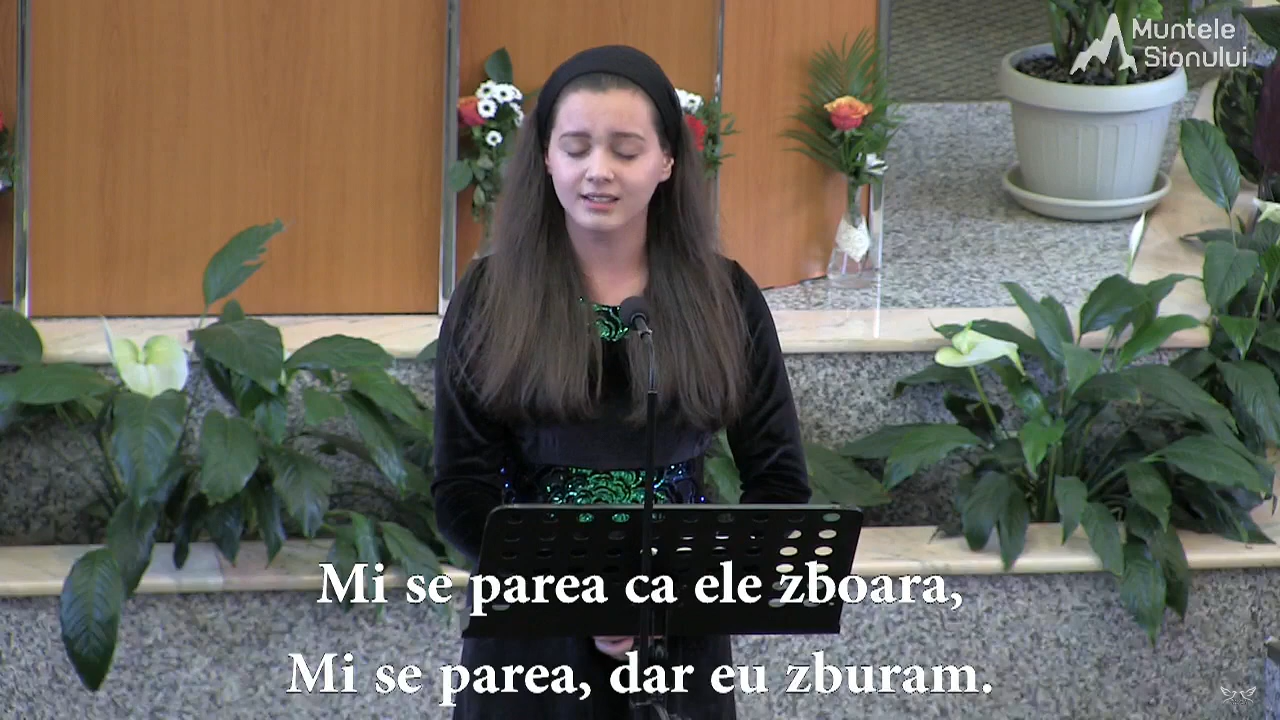 Muntele
Sionului
Mi se parea ca ele zboara,
Mi se parea, dar eu zburam.